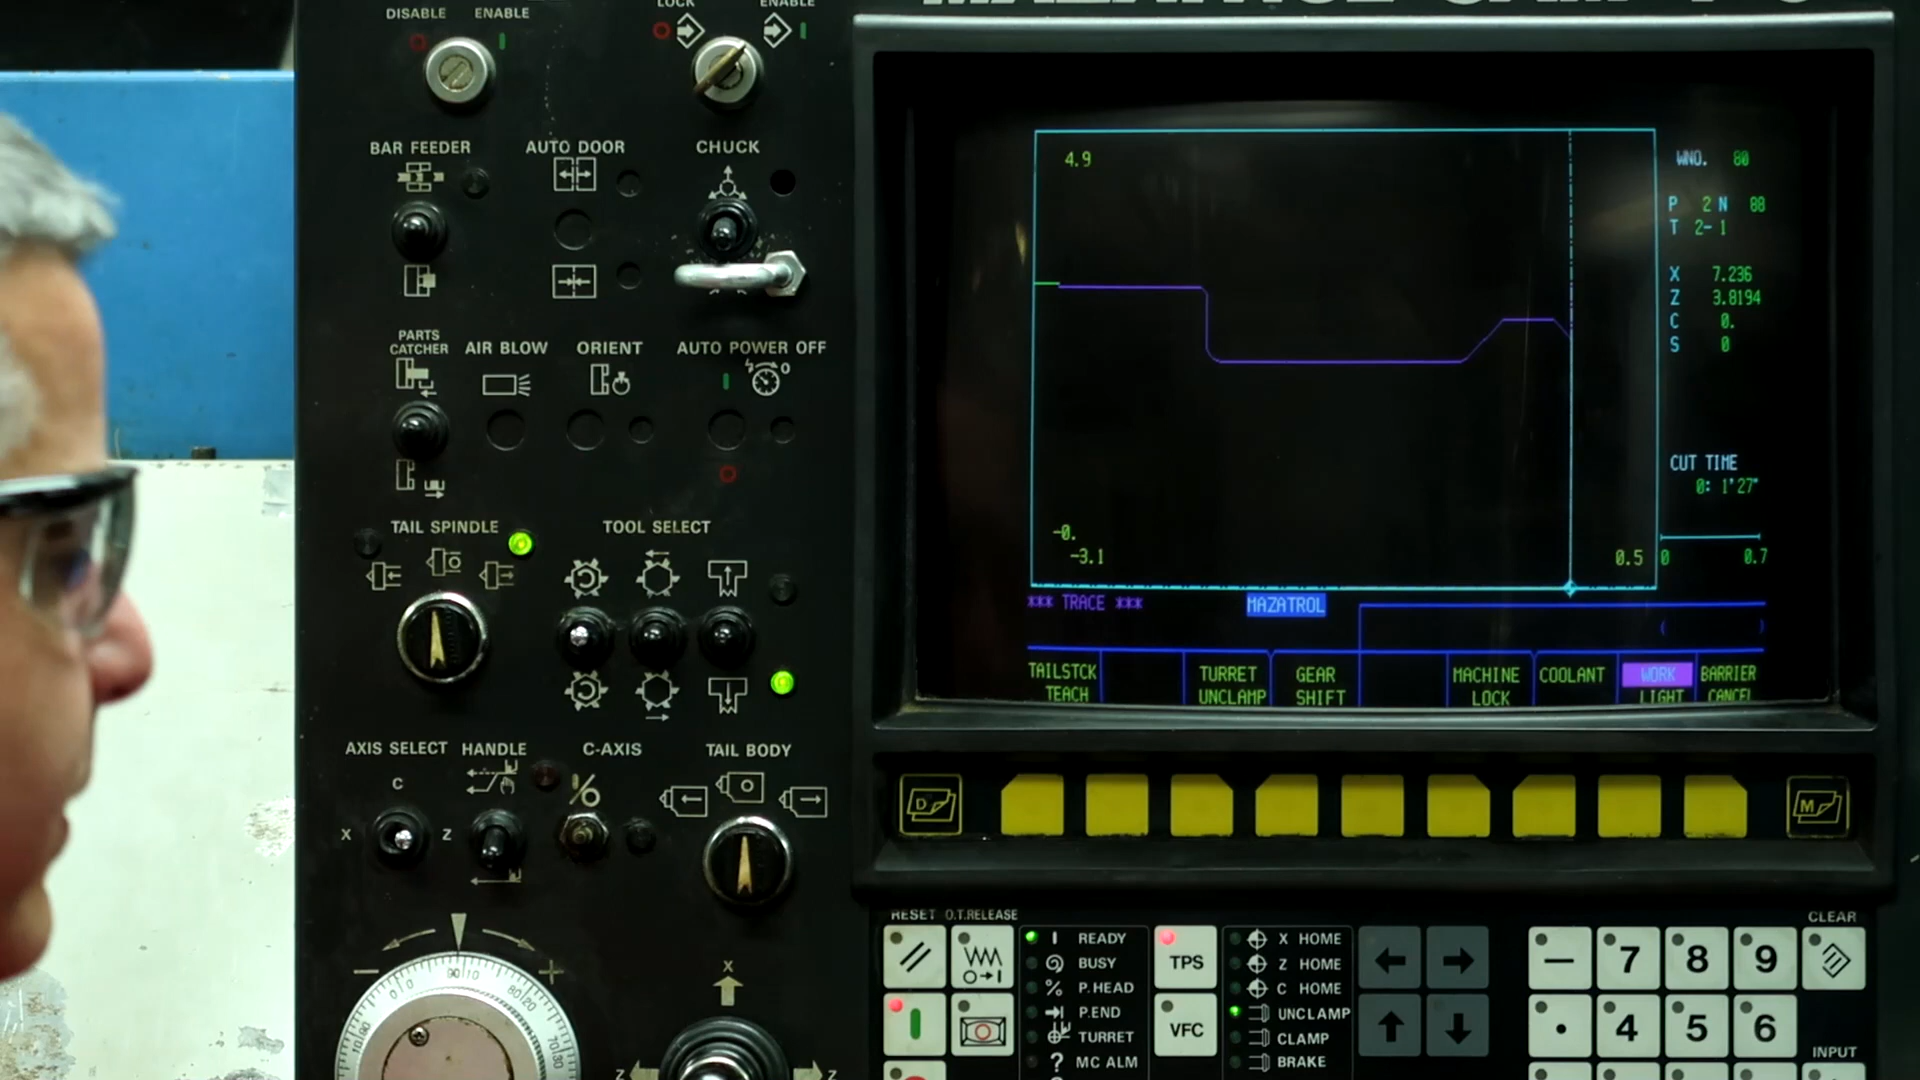 DISABLE ENABLE
LOCK ENABLE
BAR FEEDER AUTO DOOR CHUCK
PARTS
CATCHER AIR BLOW ORIENT AUTO POWER OFF
TAIL SPINDLE TOOL SELECT
AXIS SELECT HANDLE C-AXIS TAIL BODY
C
X Z
X
Z Z
4.9
-0.
-3.1 0.5 0 0.7
WNO. 80
P 2 N 88
T 2- 1
X 7.236
Z 3.8194
C 0.
S 0
CUT TIME
0: 1'27"
*** TRACE *** MAZATROL
TAILSTCK
TEACH
TURRET
UNCLAMP
GEAR
SHIFT
MACHINE
LOCK
COOLANT
WORK
LIGHT
BARRIER
CANCEL
D M
RESET O.T.RELEASE CLEAR
READY
BUSY
P.HEAD
P.END
TURRET
MC ALM
TPS
VFC
X HOME
Z HOME
C HOME
UNCLAMP
CLAMP
BRAKE
- 7 8 9
. 4 5 6
INPUT